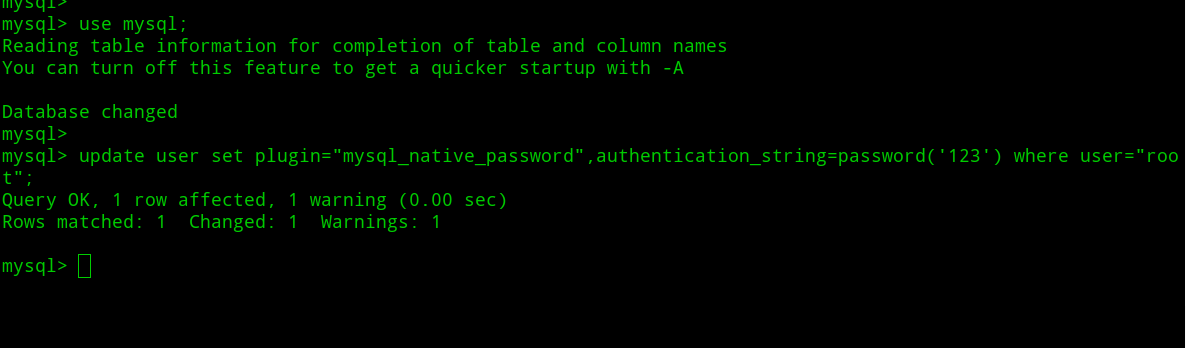 mysql>
mysql> use mysql;
Reading table information for completion of table and column names
You can turn off this feature to get a quicker startup with -A
Database changed
mysql>
mysql> update user set plugin="mysql_native_password",authentication_string=password('123') where user="roo
t";
Query OK, 1 row affected, 1 warning (0.00 sec)
Rows matched: 1  Changed: 1  Warnings: 1
mysql>